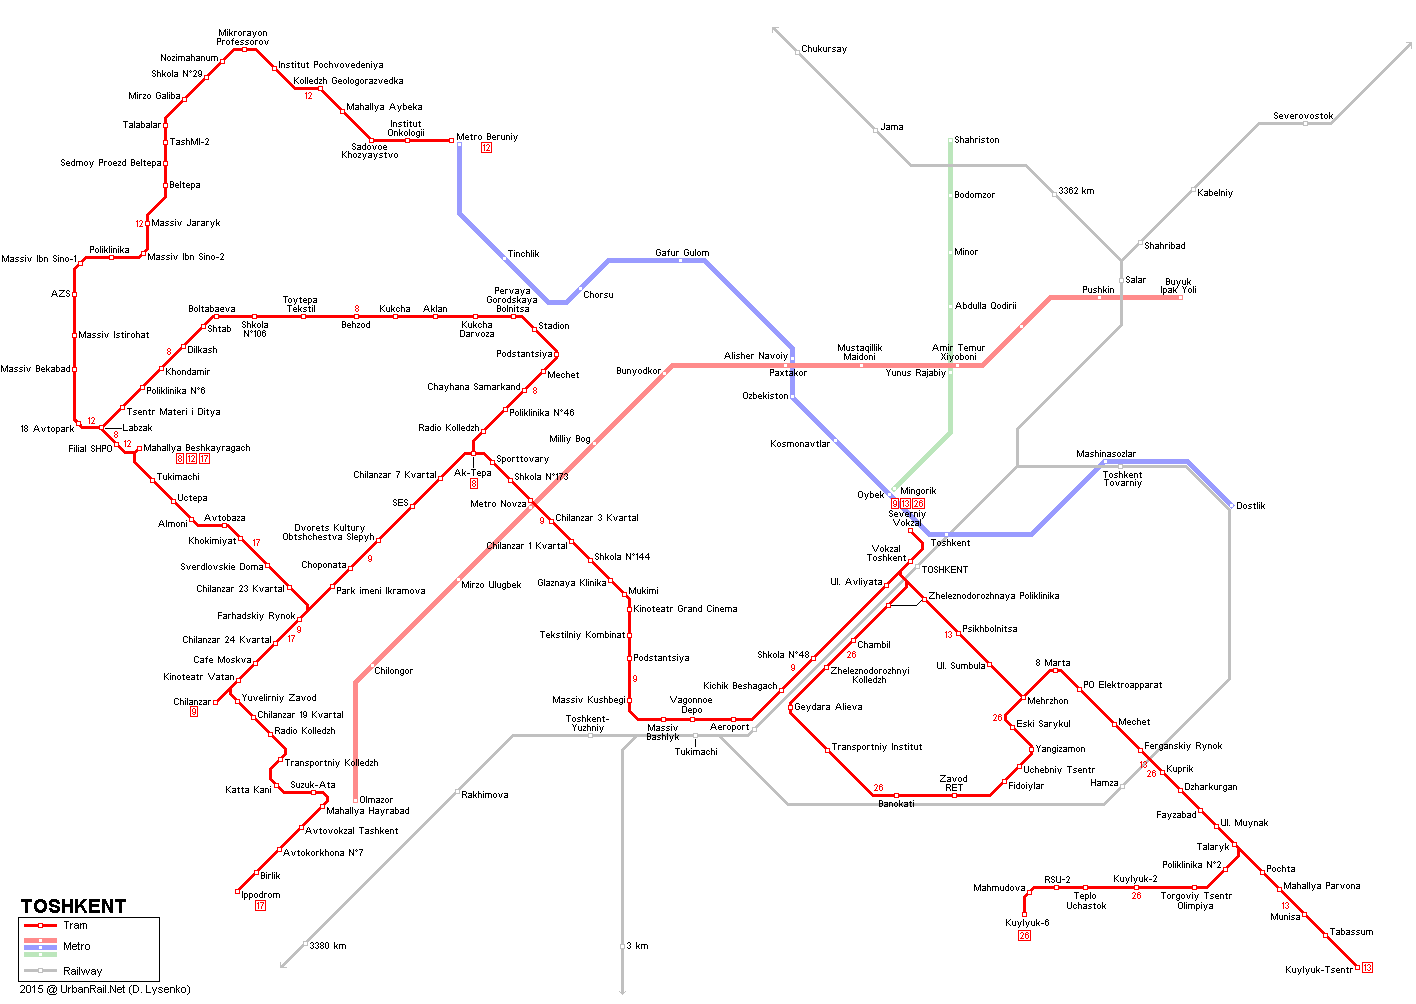 Mikrorayon
Professorov
Nozimahanum
Institut Pochvovedeniya
Shkola N°29
Kolledzh Geologorazvedka
12
Mirzo Galiba
Mahallya Aybeka
Talabalar
Institut
Onkologii
TashMI-2
Sadovoe
Khozyaystvo
Metro Beruniy
12
Sedmoy Proezd Beltepa
Beltepa
12
Massiv Jararyk
Poliklinika
Massiv Ibn Sino-1
Massiv Ibn Sino-2
AZS
Massiv Istirohat
Massiv Bekabad
18 Avtopark
12
Labzak
8
Filial SHPO
12
Mahallya Beshkayragach
8 12 17
Boltabaeva
Toytepa
Tekstil
8
Kukcha
Aklan
Pervaya
Gorodskaya
Bolnitsa
Shtab
Shkola
N°106
Behzod
Kukcha
Darvoza
Stadion
Dilkash
8
Khondamir
Poliklinika N°6
Tsentr Materi i Ditya
Podstantsiya
Mechet
Chayhana Samarkand
8
Poliklinika N°46
Radio Kolledzh
Ak-Tepa
8
Sporttovary
Shkola N°173
Metro Novza
9
Chilanzar 3 Kvartal
Chilanzar 1 Kvartal
Shkola N°144
Glaznaya Klinika
Mukimi
Kinoteatr Grand Cinema
Tekstilniy Kombinat
Podstantsiya
9
Massiv Kushbegi
Massiv
Bashlyk
Vagonnoe
Depo
Aeroport
Kichik Beshagach
9
Shkola N°48
Ul. Avliyata
Vokzal
Toshkent
Severniy
Vokzal
9 13 26
Tukimachi
Uctepa
Almoni
Avtobaza
Khokimiyat
17
Sverdlovskie Doma
Chilanzar 23 Kvartal
Farhadskiy Rynok
Chilanzar 7 Kvartal
SES
Dvorets Kultury
Obtshchestva Slepyh
9
Choponata
Park imeni Ikramova
9
17
Chilanzar 24 Kvartal
Cafe Moskva
Kinoteatr Vatan
Chilanzar
9
Yuvelirniy Zavod
Chilanzar 19 Kvartal
Radio Kolledzh
Transportniy Kolledzh
Katta Kani
Suzuk-Ata
Mahallya Hayrabad
Avtovokzal Tashkent
Avtokorkhona N°7
Birlik
Ippodrom
17
Tinchlik
Chorsu
Gafur Gulom
Alisher Navoiy
Paxtakor
Ozbekiston
Kosmonavtlar
Oybek
Mingorik
Toshkent
Mashinasozlar
Dostlik
Shahriston
Bodomzor
Minor
Abdulla Qodirii
Yunus Rajabiy
Amir Temur
Xiyoboni
Mustaqillik
Maidoni
Bunyodkor
Milliy Bog
Mirzo Ulugbek
Chilongor
Olmazor
Pushkin
Buyuk
Ipak Yoli
Chukursay
Jama
3362 km
Severovostok
Kabelniy
Shahribad
Salar
Toshkent
Tovarniy
TOSHKENT
Hamza
Toshkent-
Yuzhniy
Tukimachi
Rakhimova
3380 km
3 km
Zheleznodorozhnaya Poliklinika
Psikhbolnitsa
13
Ul. Sumbula
Chambil
26
Zheleznodorozhnyi
Kolledzh
Geydara Alieva
Transportniy Institut
26
Banokati
Zavod
RET
Fidoiylar
Uchebniy Tsentr
Yangizamon
Eski Sarykul
26
Mehrzhon
8 Marta
PO Elektroapparat
Mechet
Ferganskiy Rynok
13
26
Kuprik
Dzharkurgan
Fayzabad
Ul. Muynak
Talaryk
Poliklinika N°2
Pochta
Mahallya Parvona
13
Munisa
Tabassum
Kuylyuk-Tsentr
13
Torgoviy Tsentr
Olimpiya
Kuylyuk-2
26
Teplo
Uchastok
RSU-2
Mahmudova
Kuylyuk-6
26
TOSHKENT
Tram
Metro
Railway
2015 @ UrbanRail.Net (D. Lysenko)